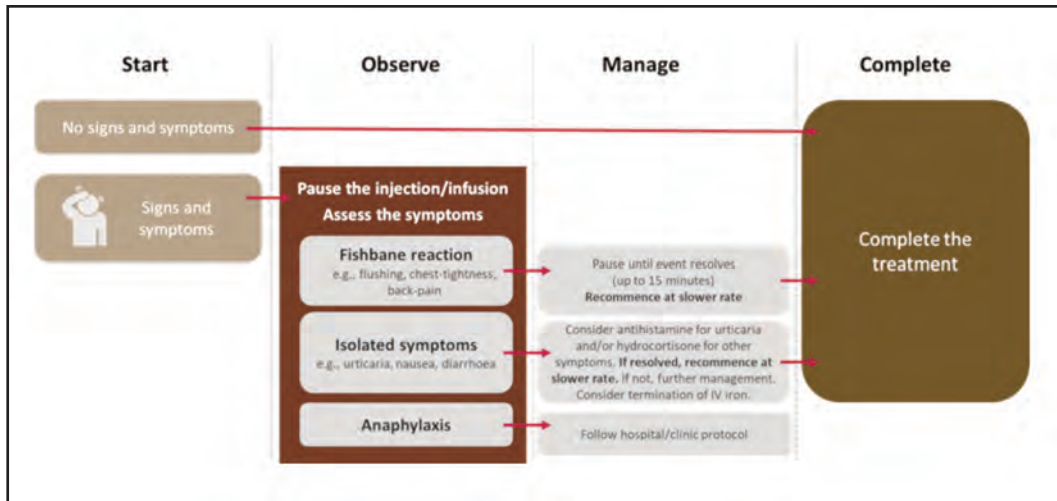 Start
Observe
Manage
Complete
No signs and symptoms
Signs and
symptoms
Pause the injection/infusion
Assess the symptoms
Fishbane reaction
e.g., flushing, chest-tightness,
back-pain
Pause until event resolves
(up to 15 minutes)
Recommence at slower rate
Isolated symptoms
e.g., urticaria, nausea, diarrhoea
Consider antihistamine for urticaria
and/or hydrocortisone for other
symptoms. If resolved, recommence at
slower rate. If not, further management.
Consider termination of IV iron.
Anaphylaxis
Follow hospital/clinic protocol
Complete the
treatment